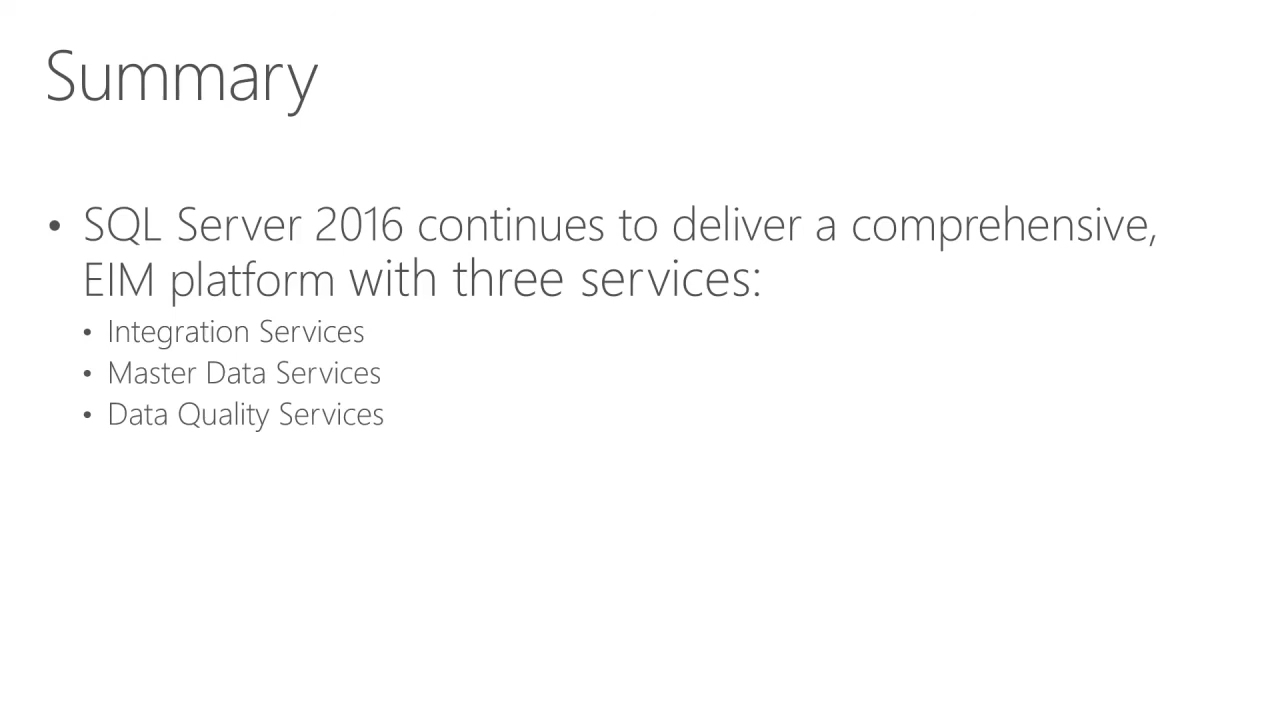 Summary
• SQL Server 2016 continues to deliver a comprehensive,
EIM platform with three services:
• Integration Services
• Master Data Services
• Data Quality Services